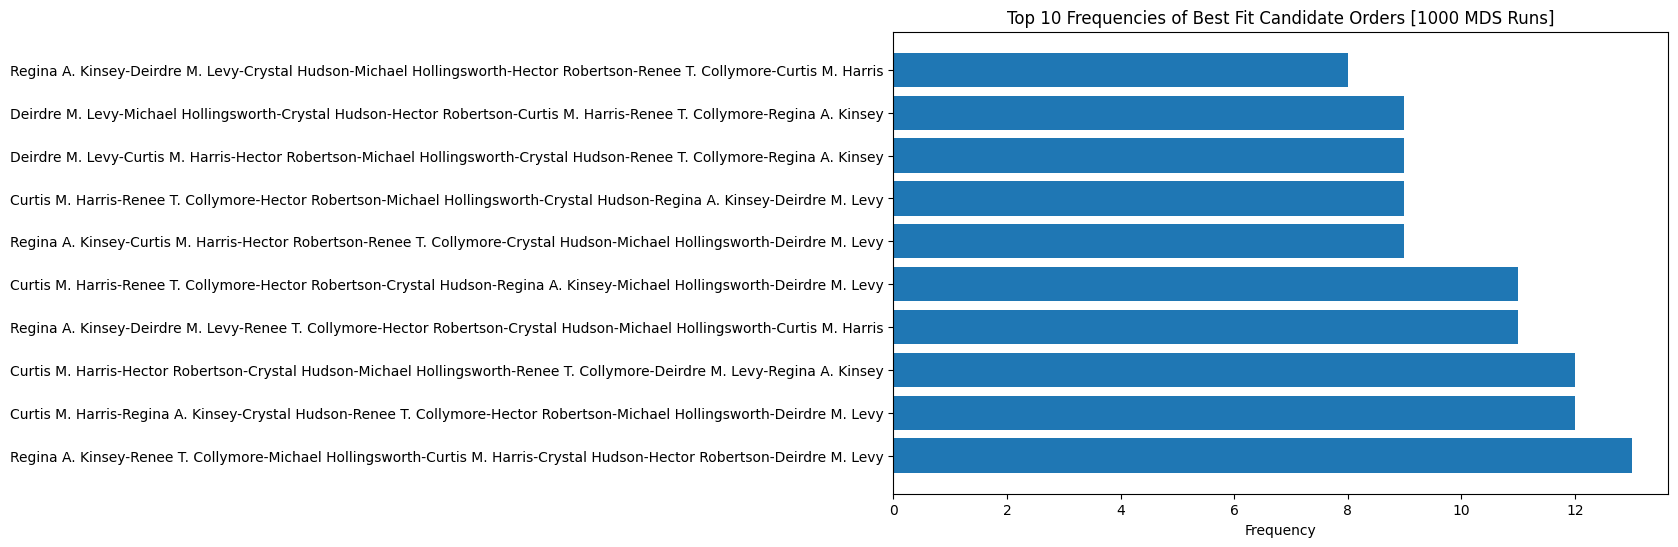 Top 10 Frequencies of Best Fit Candidate Orders [1000 MDS Runs]
Regina A. Kinsey-Deirdre M. Levy-Crystal Hudson-Michael Hollingsworth-Hector Robertson-Renee T. Collymore-Curtis M. Harris
Deirdre M. Levy-Michael Hollingsworth-Crystal Hudson-Hector Robertson-Curtis M. Harris-Renee T. Collymore-Regina A. Kinsey
Deirdre M. Levy-Curtis M. Harris-Hector Robertson-Michael Hollingsworth-Crystal Hudson-Renee T. Collymore-Regina A. Kinsey
Curtis M. Harris-Renee T. Collymore-Hector Robertson-Michael Hollingsworth-Crystal Hudson-Regina A. Kinsey-Deirdre M. Levy
Regina A. Kinsey-Curtis M. Harris-Hector Robertson-Renee T. Collymore-Crystal Hudson-Michael Hollingsworth-Deirdre M. Levy
Curtis M. Harris-Renee T. Collymore-Hector Robertson-Crystal Hudson-Regina A. Kinsey-Michael Hollingsworth-Deirdre M. Levy
Regina A. Kinsey-Deirdre M. Levy-Renee T. Collymore-Hector Robertson-Crystal Hudson-Michael Hollingsworth-Curtis M. Harris
Curtis M. Harris-Hector Robertson-Crystal Hudson-Michael Hollingsworth-Renee T. Collymore-Deirdre M. Levy-Regina A. Kinsey
Curtis M. Harris-Regina A. Kinsey-Crystal Hudson-Renee T. Collymore-Hector Robertson-Michael Hollingsworth-Deirdre M. Levy
Regina A. Kinsey-Renee T. Collymore-Michael Hollingsworth-Curtis M. Harris-Crystal Hudson-Hector Robertson-Deirdre M. Levy
0 2 4 6 8 10 12
Frequency